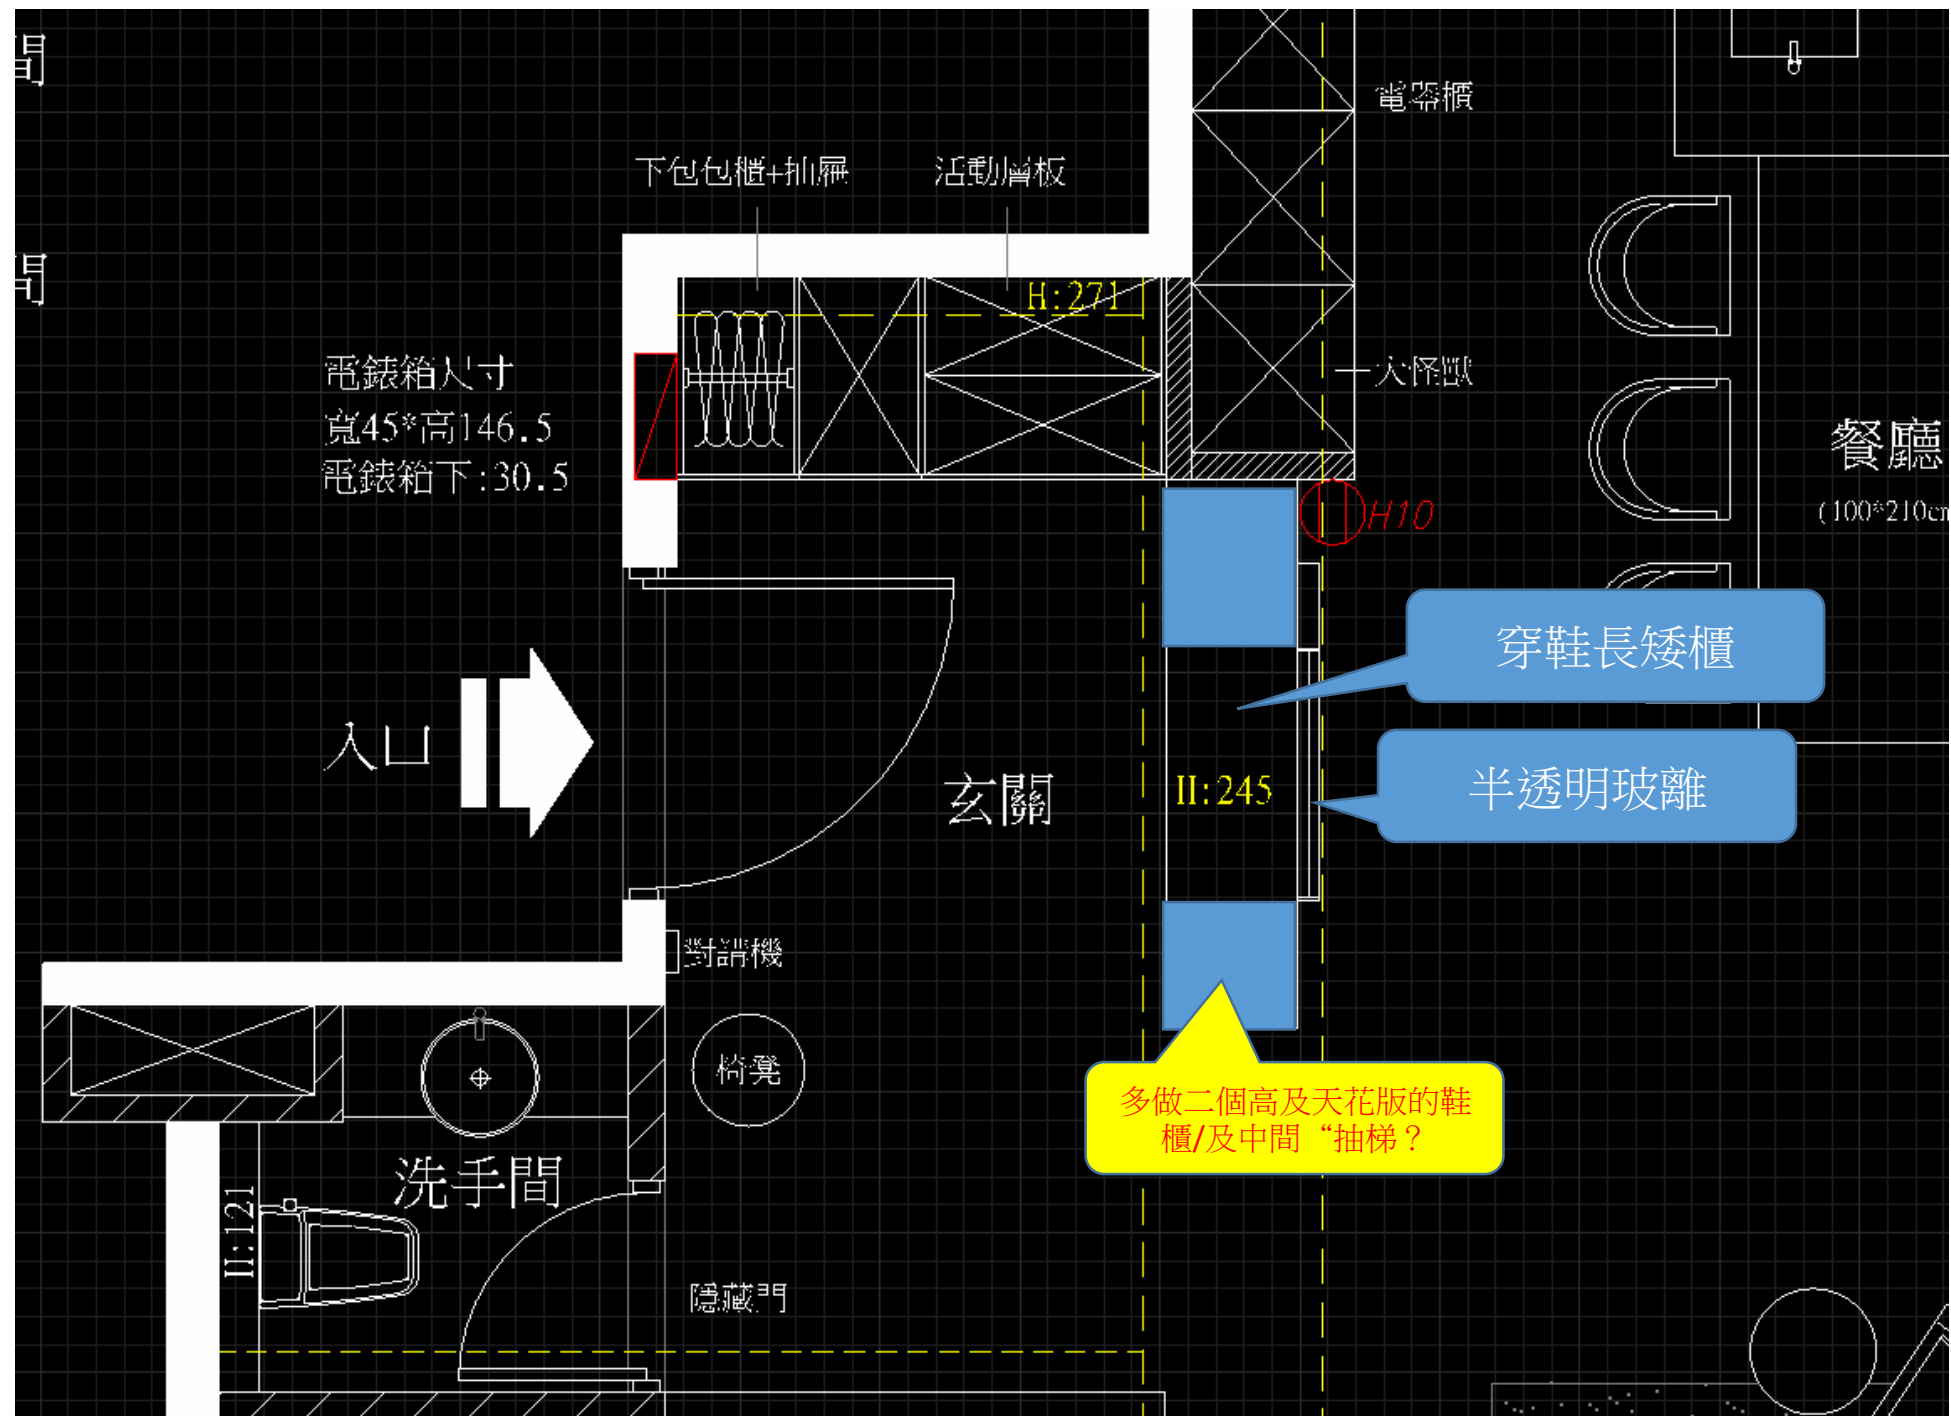 間
電器櫃
下包包櫃+抽屜
活動層板
間
H:271
電錶箱尺寸
寬45*高146.5
電錶箱下:30.5
大怪獸
餐廳
(100*210cm
H10
穿鞋長矮櫃
入口
玄關
H:245
半透明玻離
對講機
椅凳
多做二個高及天花版的鞋
櫃/及中間“抽梯？
洗手間
H:121
隱藏門